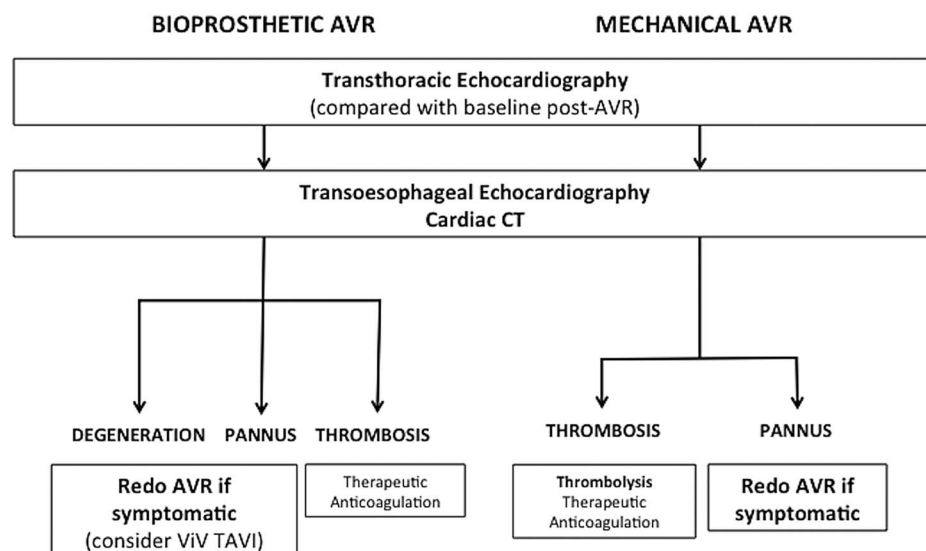 BIOPROSTHETIC AVR
MECHANICAL AVR
Transthoracic Echocardiography
(compared with baseline post-AVR)
Transoesophageal Echocardiography
Cardiac CT
DEGENERATION
PANNUS
THROMBOSIS
THROMBOSIS
PANNUS
Redo AVR if
symptomatic
(consider ViV TAVI)
Therapeutic
Anticoagulation
Thrombolysis
Therapeutic
Anticoagulation
Redo AVR if
symptomatic